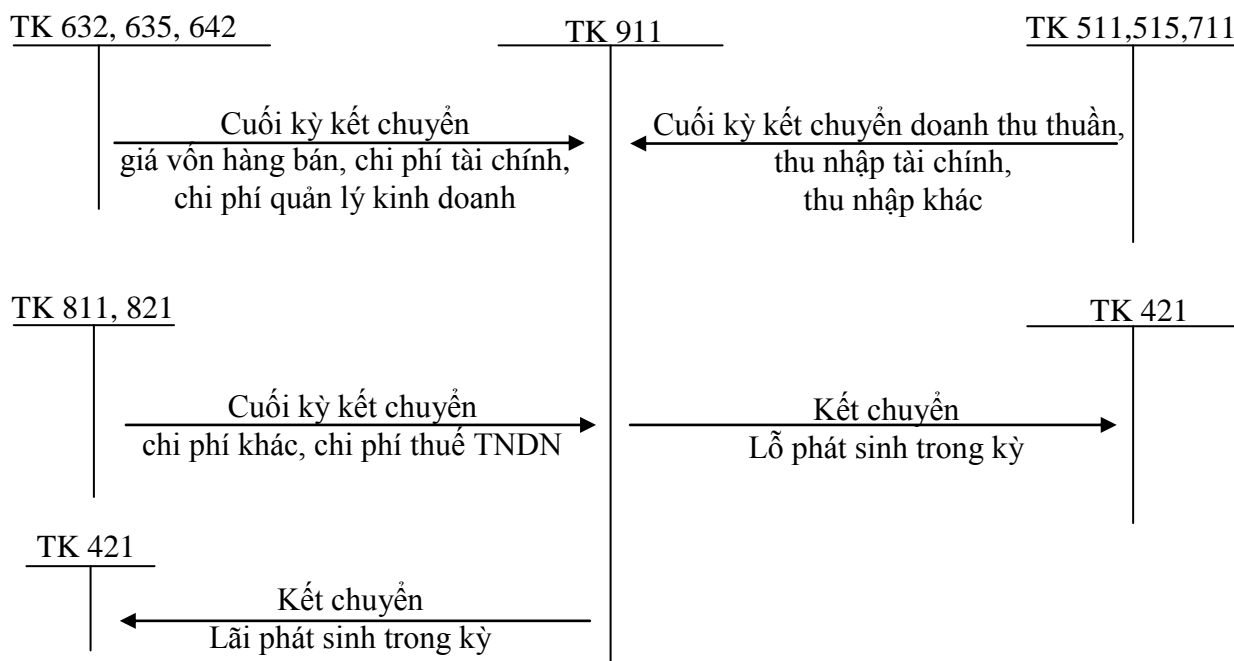 TK 632, 635, 642
TK 911
TK 511,515,711
Cuối kỳ kết chuyển
giá vốn hàng bán, chi phí tài chính,
chi phí quản lý kinh doanh
Cuối kỳ kết chuyển doanh thu thuần,
thu nhập tài chính,
thu nhập khác
TK 811, 821
TK 421
Cuối kỳ kết chuyển
chi phí khác, chi phí thuế TNDN
Kết chuyển
Lỗ phát sinh trong kỳ
TK 421
Kết chuyển
Lãi phát sinh trong kỳ